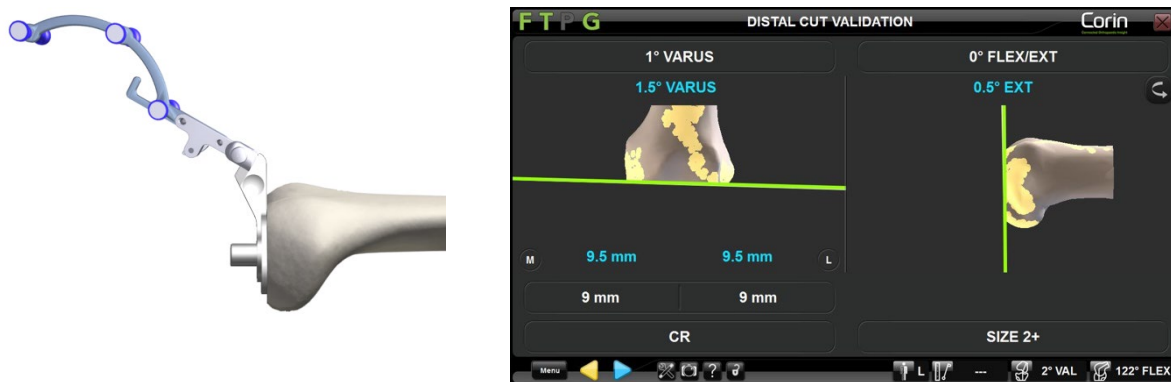 F T P G
DISTAL CUT VALIDATION
Corin
1° VARUS
0° FLEX/EXT
1.5° VARUS
0.5° EXT
M
9.5 mm
9.5 mm
L
9 mm
9 mm
CR
SIZE 2+
Menu
?
L
---
2° VAL
122° FLEX